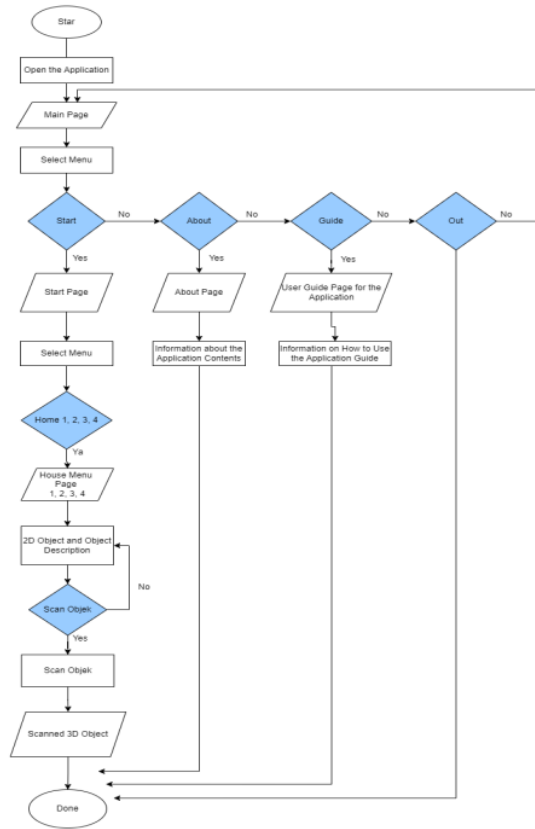 Star
Open the Application
Main Page
Select Menu
Start
No
About
No
Guide
No
Out
No
Yes
Yes
Yes
Start Page
About Page
User Guide Page for the
Application
Select Menu
Information about the
Application Contents
Information on How to Use
the Application Guide
Home 1, 2, 3, 4
Ya
House Menu
Page
1, 2, 3, 4
2D Object and Object
Description
No
Scan Objek
Yes
Scan Objek
Scanned 3D Object
Done